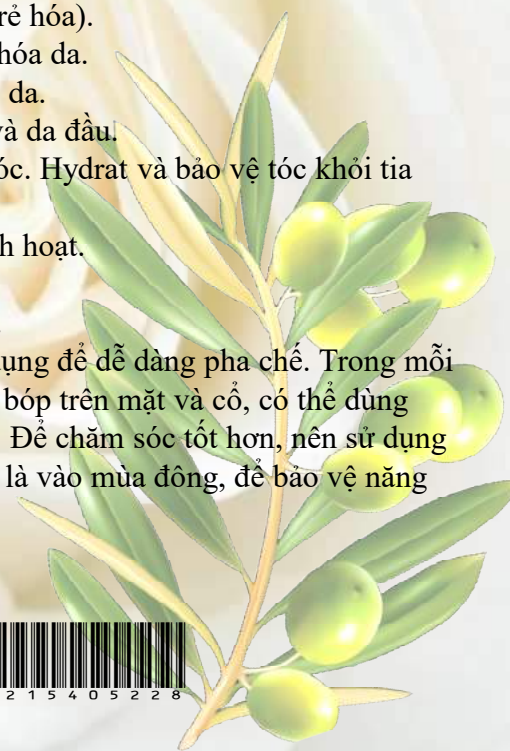 rẻ hóa).
hóa da.
da.
và da đầu.
óc. Hydrat và bảo vệ tóc khỏi tia
h hoạt.
dụng để dễ dàng pha chế. Trong mỗi
bóp trên mặt và cổ, có thể dùng
Để chăm sóc tốt hơn, nên sử dụng
là vào mùa đông, để bảo vệ năng
215405228